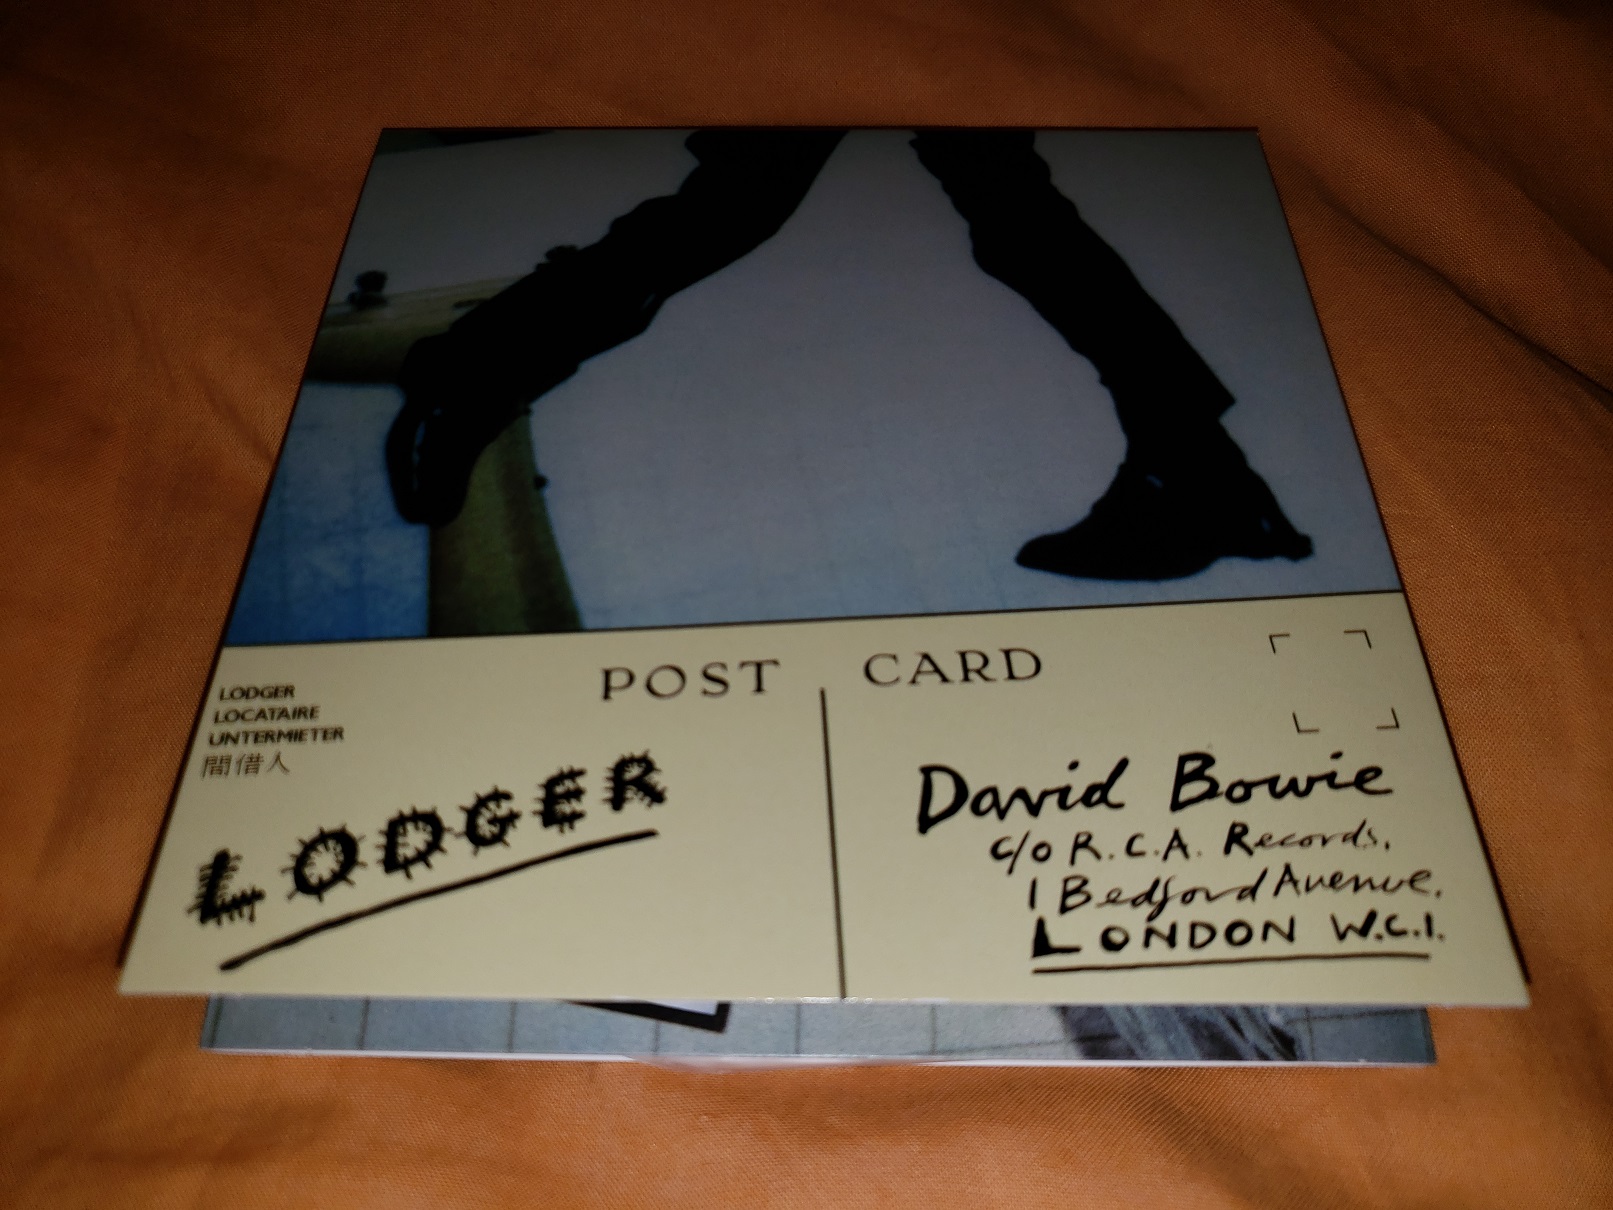 POST CARD
LODGER
LOCATAIRE
UNTERMIETER
間借人
LODGER
David Bowie
c/o R.C.A. Records,
1 Bedford Avenue,
LONDON W.C.1.